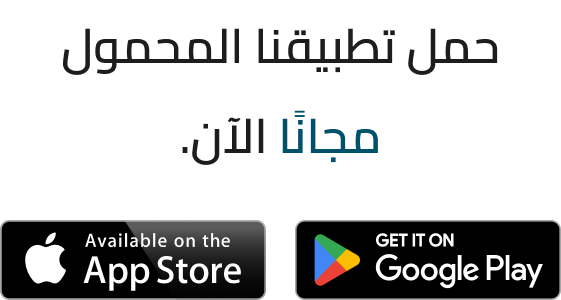 حمل تطبيقنا المحمول
مجانًا الآن.
Available on the
App Store
GET IT ON
Google Play